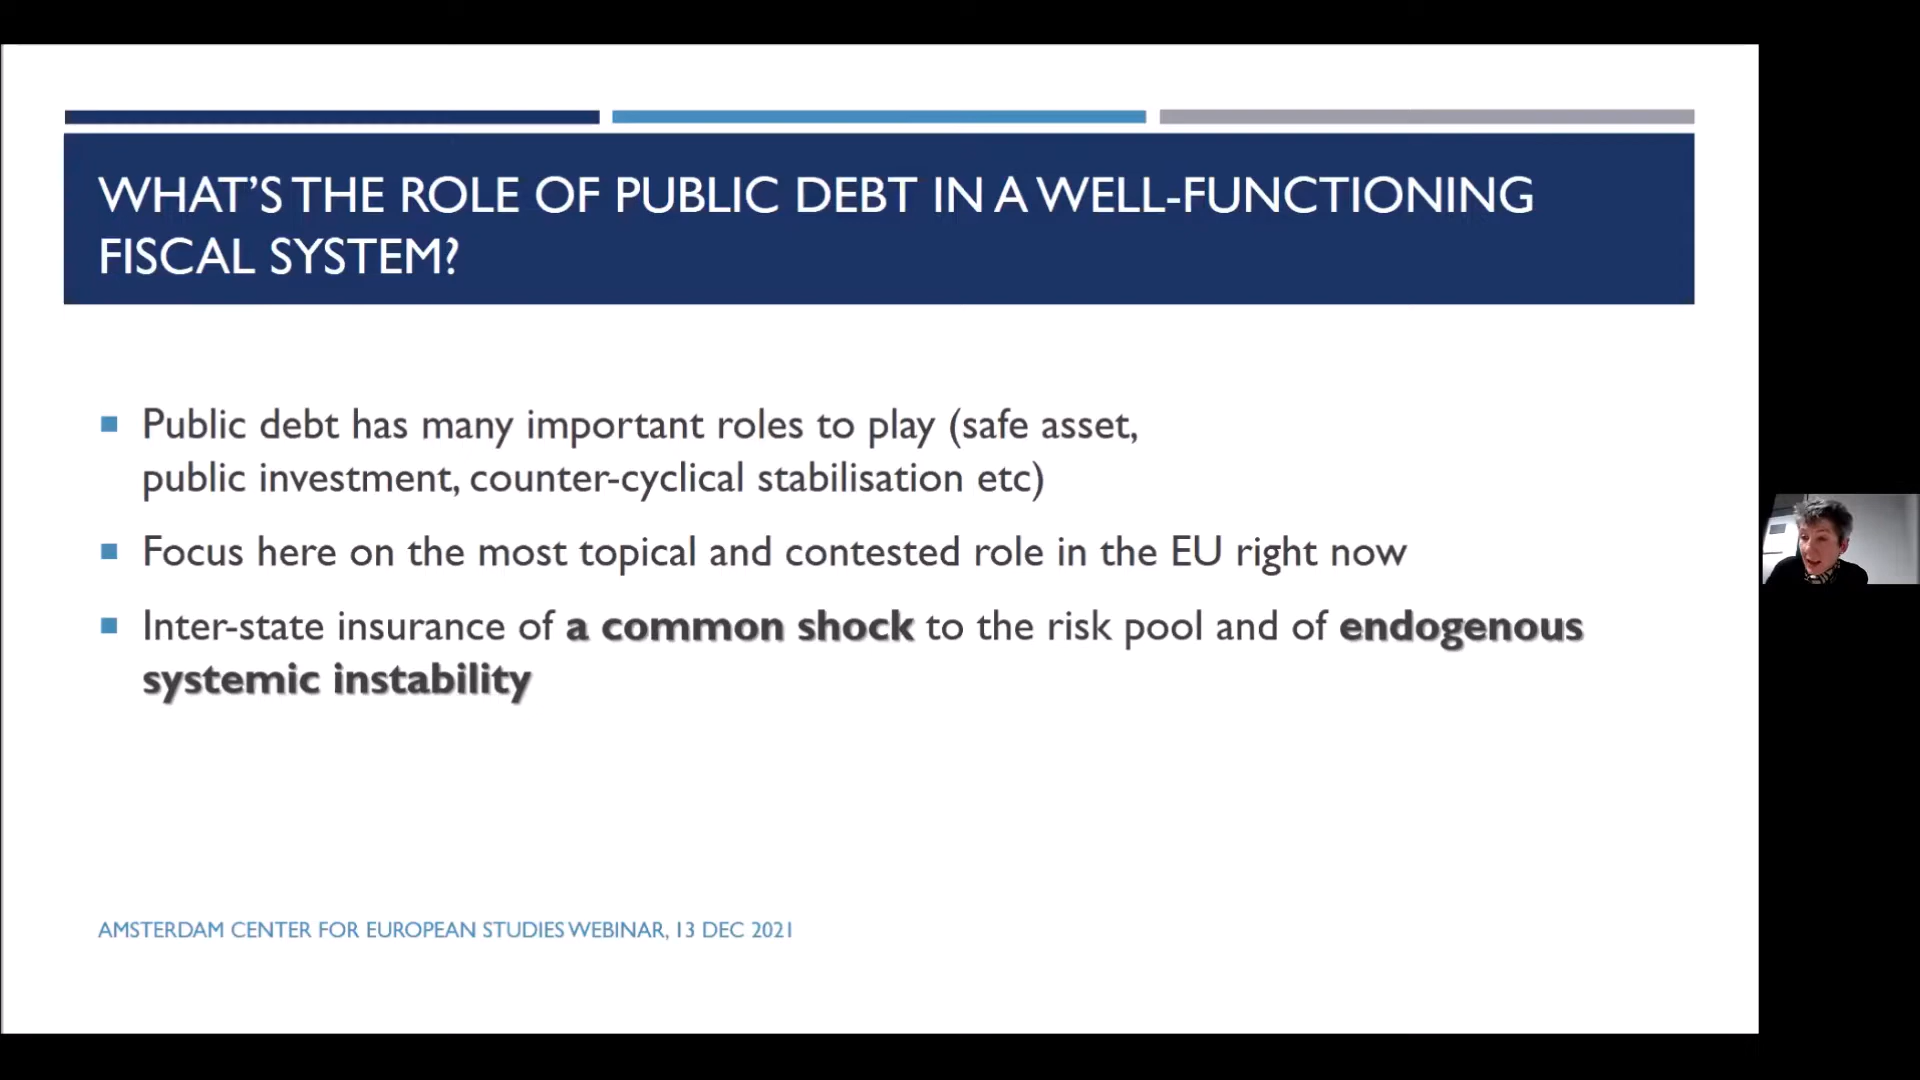 WHAT'S THE ROLE OF PUBLIC DEBT IN A WELL-FUNCTIONING
FISCAL SYSTEM?
Public debt has many important roles to play (safe asset,
public investment, counter-cyclical stabilisation etc)
Focus here on the most topical and contested role in the EU right now
Inter-state insurance of a common shock to the risk pool and of endogenous
systemic instability
AMSTERDAM CENTER FOR EUROPEAN STUDIES WEBINAR, 13 DEC 2021